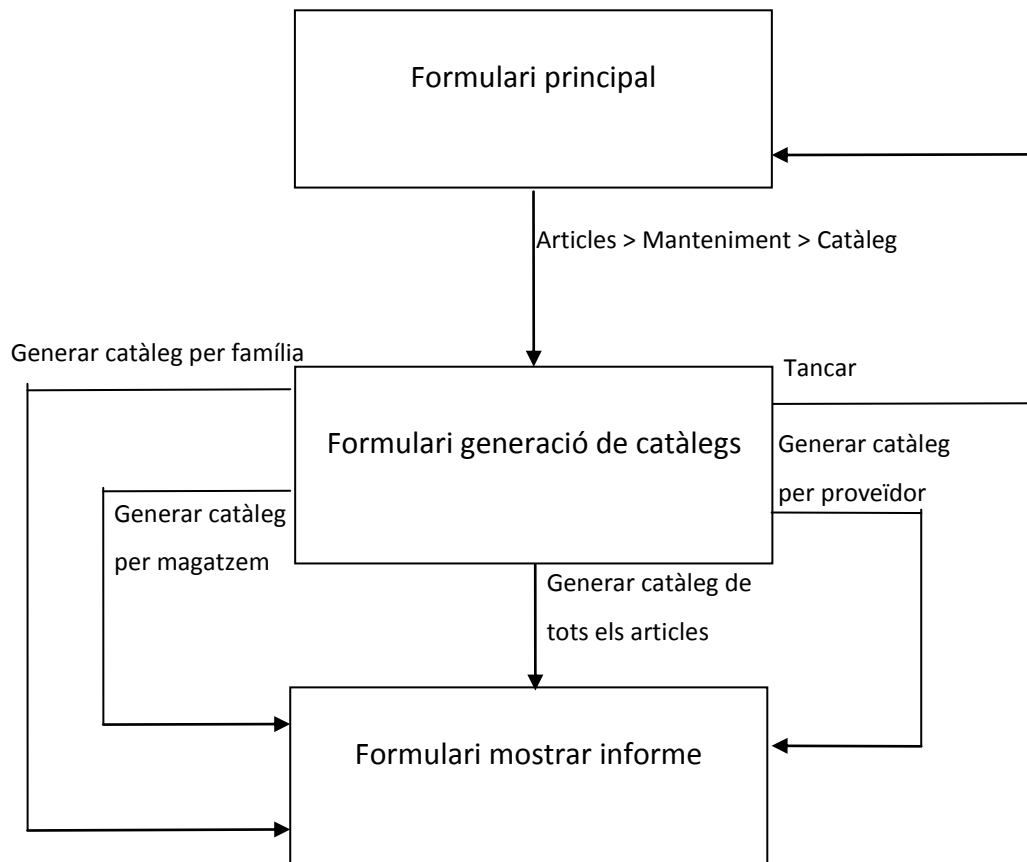 Formulari principal
Articles > Manteniment > Catàleg
Generar catàleg per família
Tancar
Formulari generació de catàlegs
Generar catàleg
per proveïdor
Generar catàleg
per magatzem
Generar catàleg de
tots els articles
Formulari mostrar informe